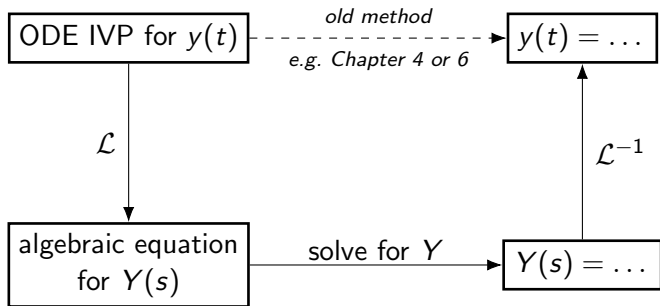 ODE IVP for y(t)
old method
e.g. Chapter 4 or 6
y(t) = ...
ℒ
ℒ⁻¹
algebraic equation
for Y(s)
solve for Y
Y(s) = ...